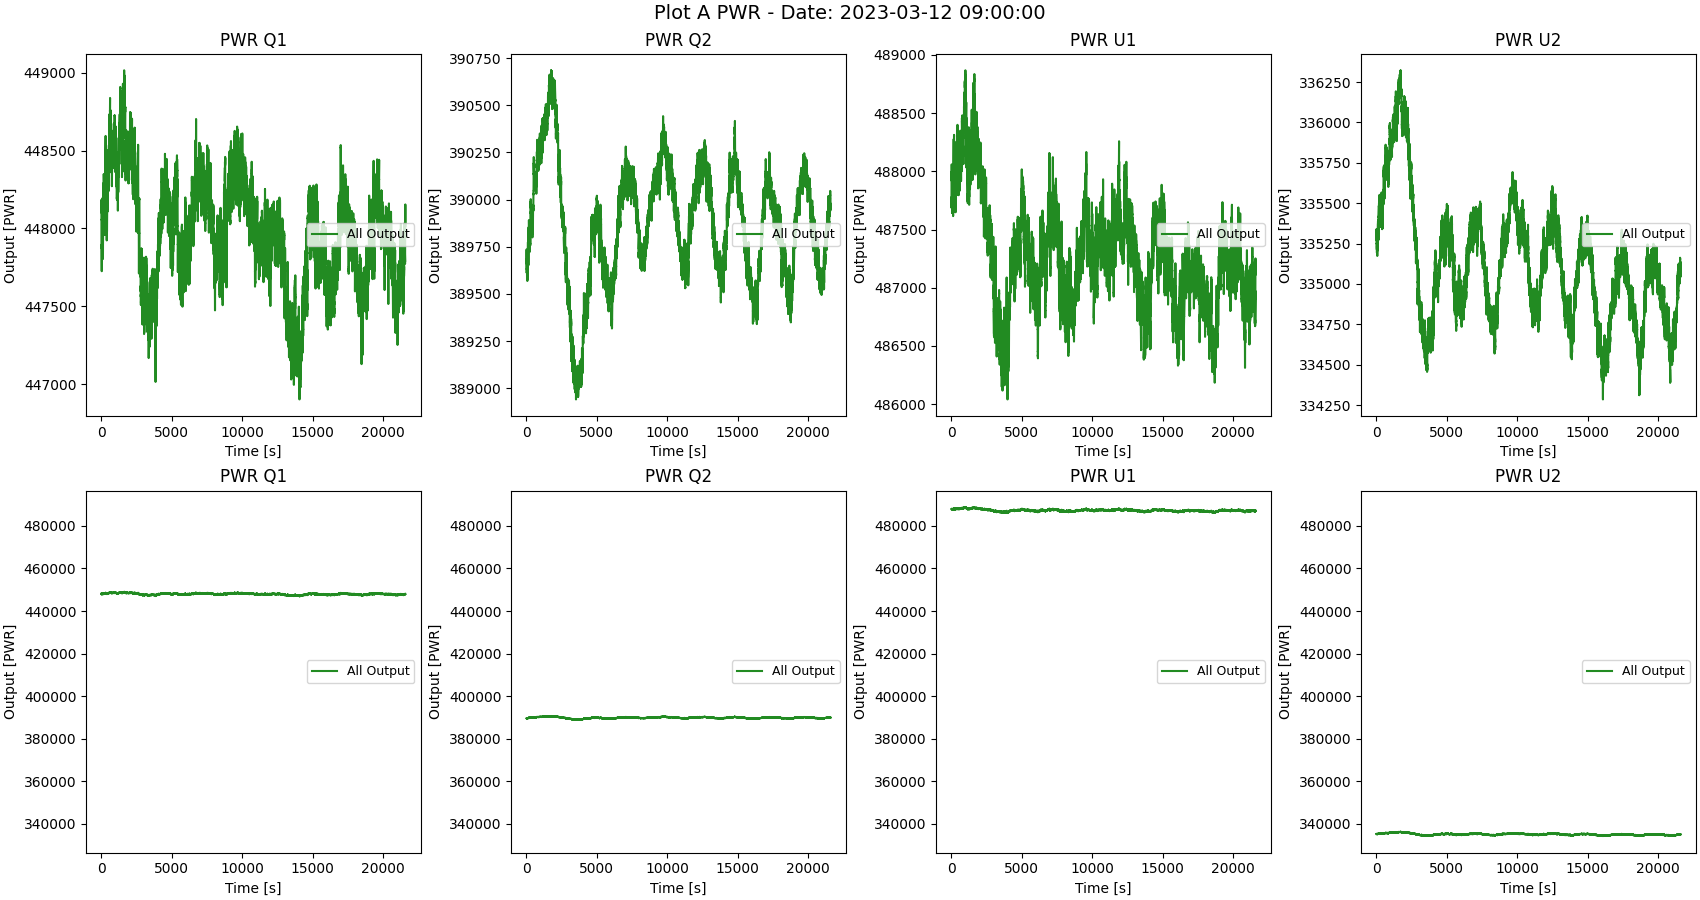 Plot A PWR - Date: 2023-03-12 09:00:00
PWR Q1
Output [PWR]
449000
448500
448000
447500
447000
All Output
0 5000 10000 15000 20000
Time [s]
PWR Q2
Output [PWR]
390750
390500
390250
390000
389750
389500
389250
389000
All Output
0 5000 10000 15000 20000
Time [s]
PWR U1
Output [PWR]
489000
488500
488000
487500
487000
486500
486000
All Output
0 5000 10000 15000 20000
Time [s]
PWR U2
Output [PWR]
336250
336000
335750
335500
335250
335000
334750
334500
334250
All Output
0 5000 10000 15000 20000
Time [s]
PWR Q1
Output [PWR]
480000
460000
440000
420000
400000
380000
360000
340000
All Output
0 5000 10000 15000 20000
Time [s]
PWR Q2
Output [PWR]
480000
460000
440000
420000
400000
380000
360000
340000
All Output
0 5000 10000 15000 20000
Time [s]
PWR U1
Output [PWR]
480000
460000
440000
420000
400000
380000
360000
340000
All Output
0 5000 10000 15000 20000
Time [s]
PWR U2
Output [PWR]
480000
460000
440000
420000
400000
380000
360000
340000
All Output
0 5000 10000 15000 20000
Time [s]